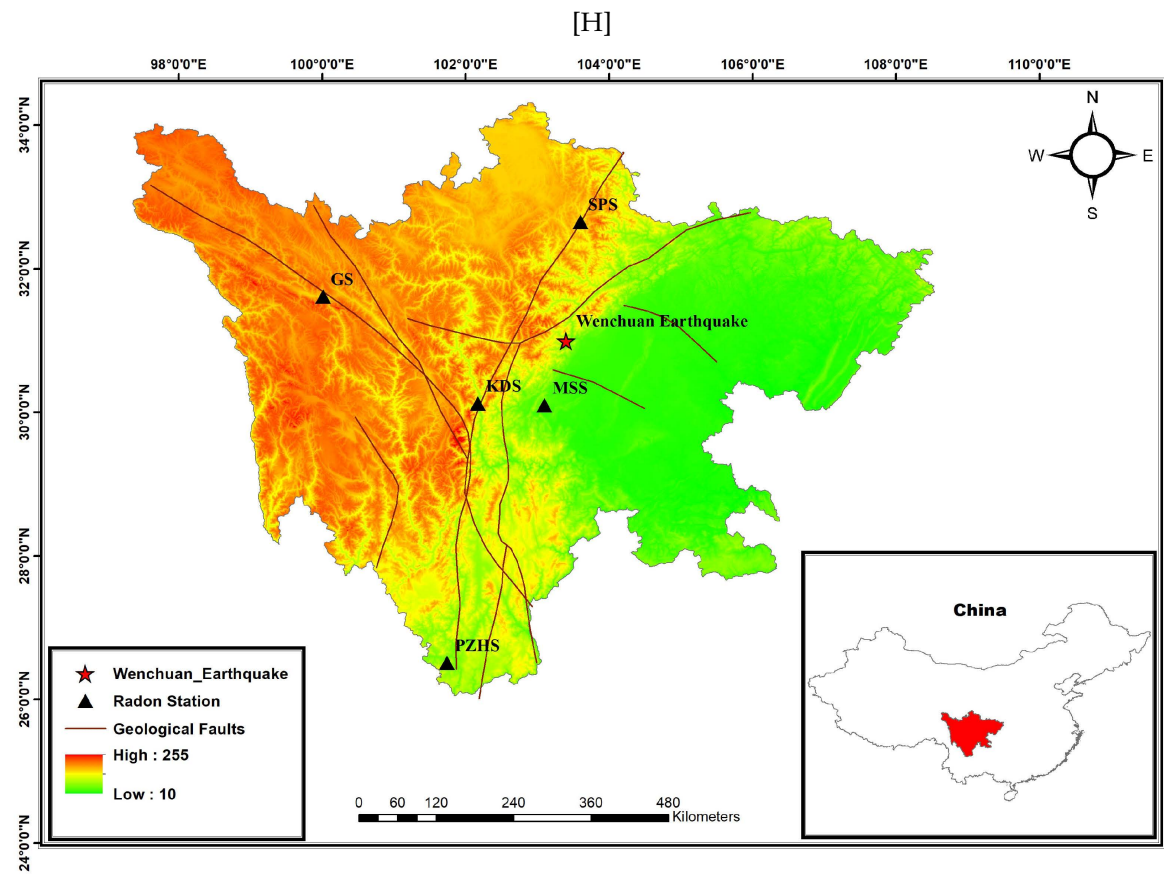 [H]
98°0'0"E 100°0'0"E 102°0'0"E 104°0'0"E 106°0'0"E 108°0'0"E 110°0'0"E
34°0'0"N
32°0'0"N
30°0'0"N
28°0'0"N
26°0'0"N
24°0'0"N
N
W E
S
SPS
GS
Wenchuan Earthquake
KDS
MSS
PZHS
Wenchuan_Earthquake
Radon Station
Geological Faults
High : 255
Low : 10
0 60 120 240 360 480
Kilometers
China